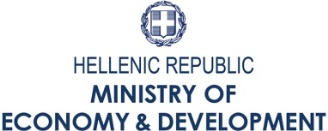 HELLENIC REPUBLIC
MINISTRY OF
ECONOMY & DEVELOPMENT